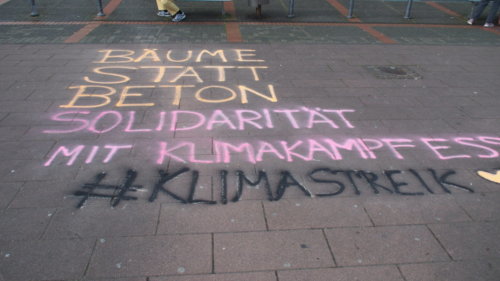 BÄUME
STATT
BETON
SOLIDARITÄT
MIT KLIMAKAMPFESS
#KLIMASTREIK